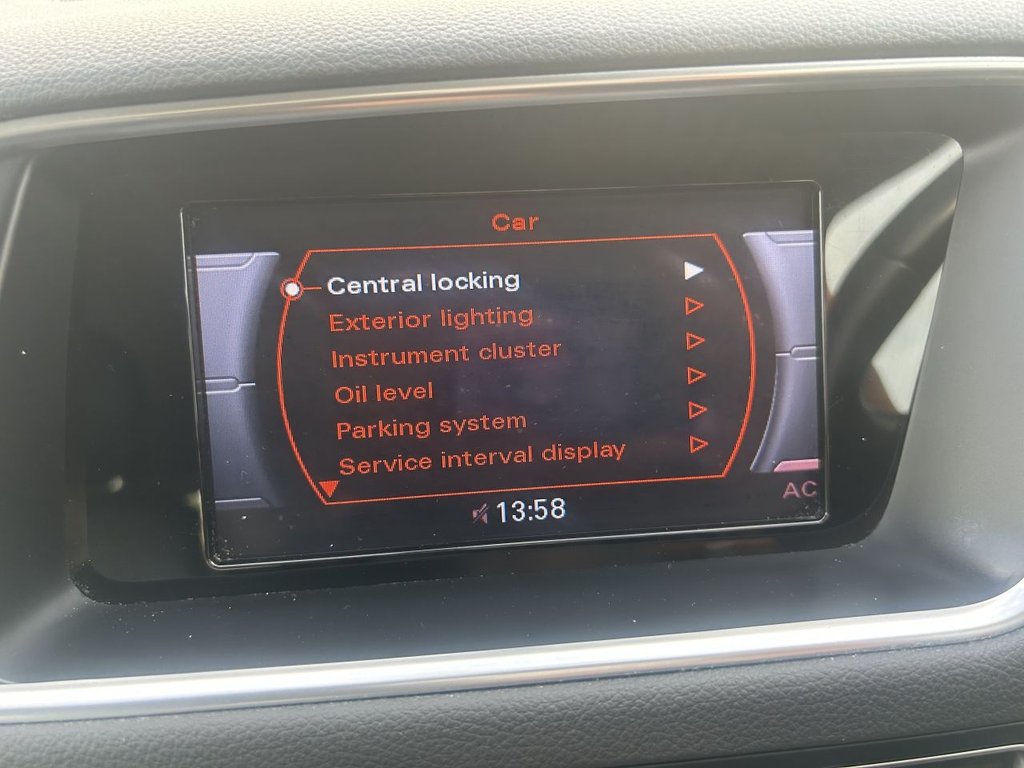 Car
Central locking
Exterior lighting
Instrument cluster
Oil level
Parking system
Service interval display
AC
13:58